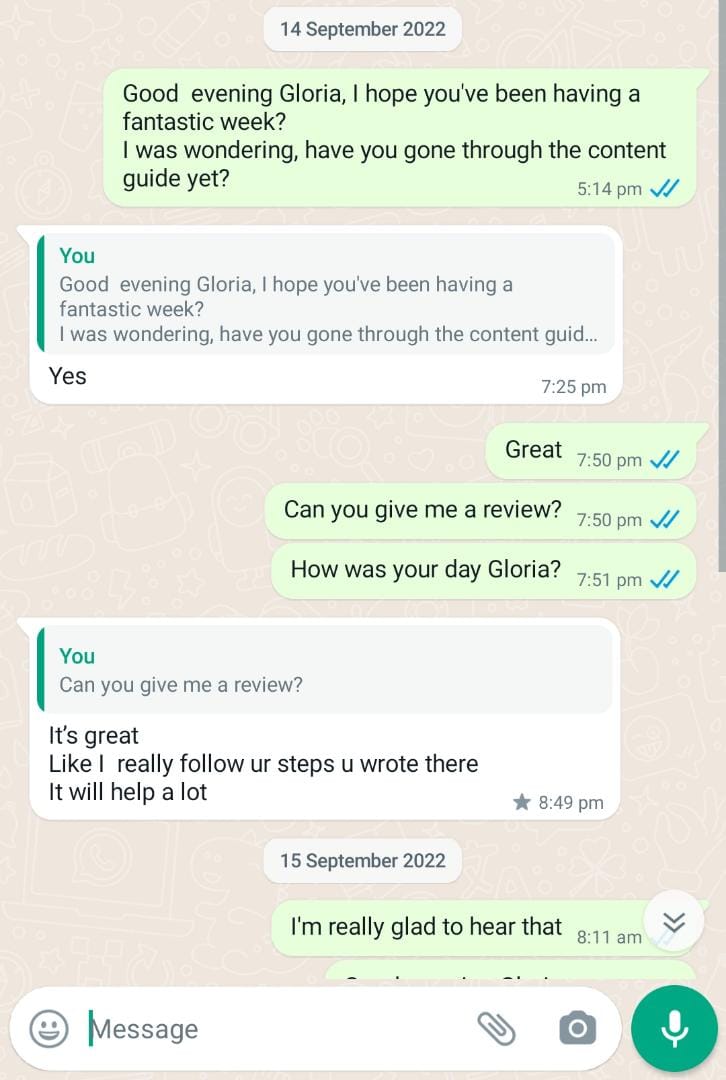 14 September 2022
Good  evening Gloria, I hope you've been having a
fantastic week?
I was wondering, have you gone through the content
guide yet?
5:14 pm
You
Good  evening Gloria, I hope you've been having a
fantastic week?
I was wondering, have you gone through the content guid...
Yes
7:25 pm
Great 7:50 pm
Can you give me a review? 7:50 pm
How was your day Gloria? 7:51 pm
You
Can you give me a review?
It's great
Like I  really follow ur steps u wrote there
It will help a lot
8:49 pm
15 September 2022
I'm really glad to hear that 8:11 am
Message